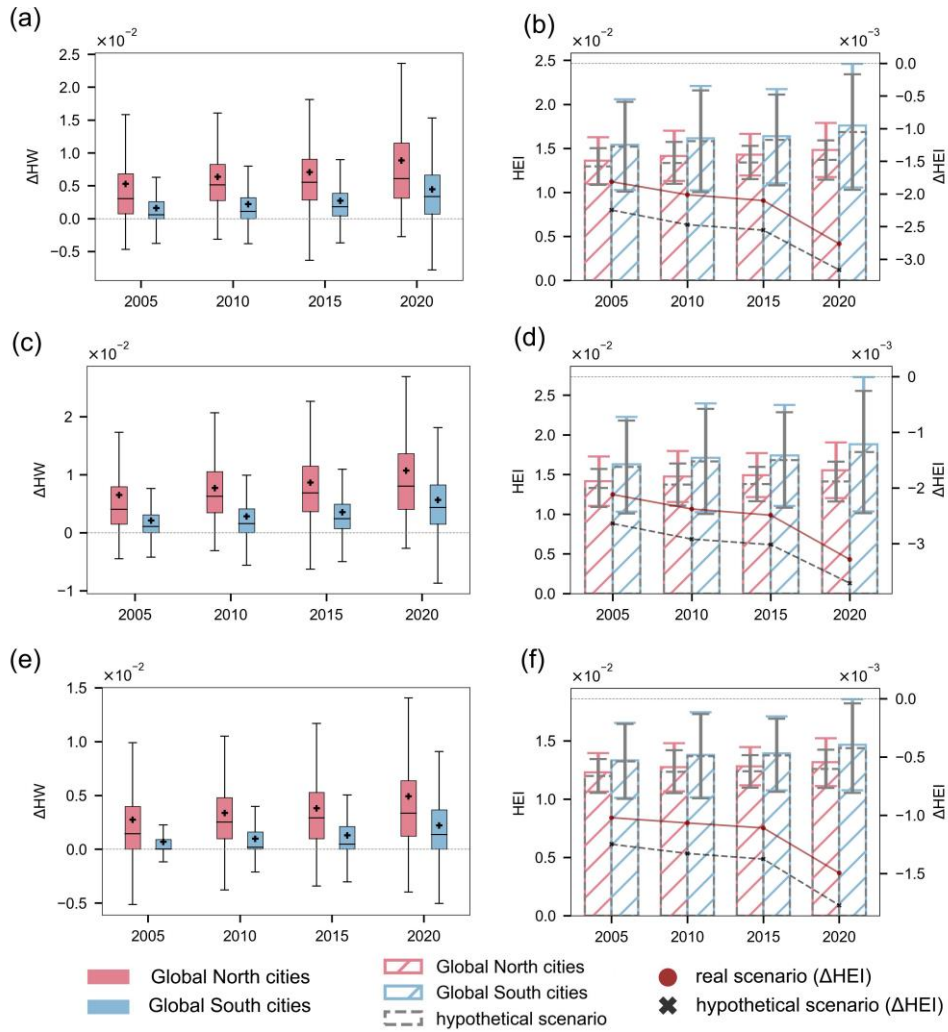 (a)
×10⁻²
2.5
2.0
1.5
1.0
0.5
0.0
−0.5
ΔHW
2005 2010 2015 2020
(b)
×10⁻² ×10⁻³
2.5
2.0
1.5
1.0
0.5
0.0
HEI
0.0
−0.5
−1.0
−1.5
−2.0
−2.5
−3.0
ΔHEI
2005 2010 2015 2020
(c)
×10⁻²
2
1
0
−1
ΔHW
2005 2010 2015 2020
(d)
×10⁻² ×10⁻³
2.5
2.0
1.5
1.0
0.5
0.0
HEI
0
−1
−2
−3
ΔHEI
2005 2010 2015 2020
(e)
×10⁻²
1.5
1.0
0.5
0.0
−0.5
ΔHW
2005 2010 2015 2020
(f)
×10⁻² ×10⁻³
1.5
1.0
0.5
0.0
HEI
0.0
−0.5
−1.0
−1.5
ΔHEI
2005 2010 2015 2020
Global North cities
Global South cities
Global North cities
Global South cities
hypothetical scenario
real scenario (ΔHEI)
hypothetical scenario (ΔHEI)